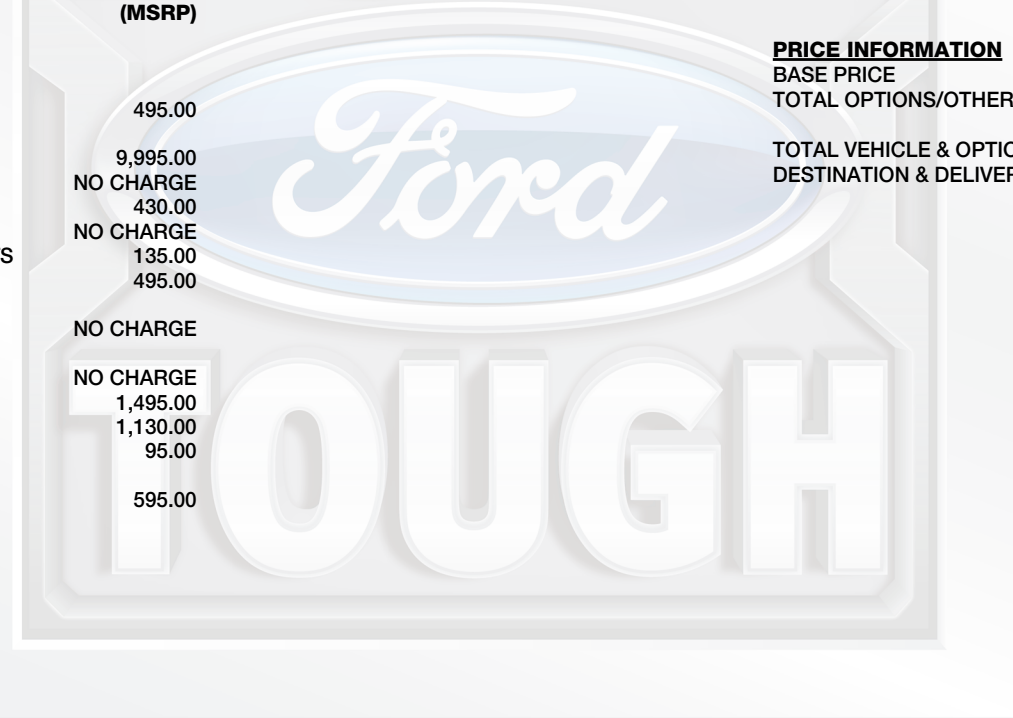 (MSRP)
495.00
9,995.00
NO CHARGE
430.00
NO CHARGE
TS 135.00
495.00
NO CHARGE
NO CHARGE
1,495.00
1,130.00
95.00
595.00
PRICE INFORMATION
BASE PRICE
TOTAL OPTIONS/OTHER
TOTAL VEHICLE & OPTIO
DESTINATION & DELIVER
Ford
TOUGH